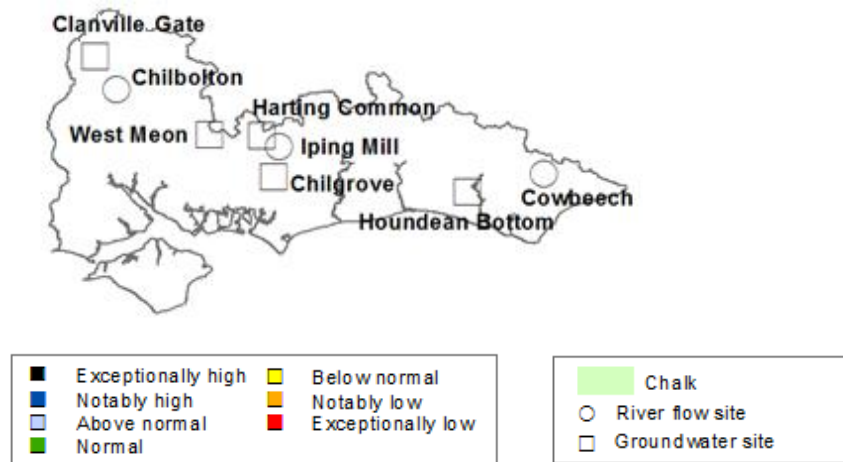 Clanville Gate
Chilbolton
Harting Common
West Meon
Iping Mill
Chilgrove
Cowbeech
Houndean Bottom
Exceptionally high
Notably high
Above normal
Normal
Below normal
Notably low
Exceptionally low
Chalk
River flow site
Groundwater site